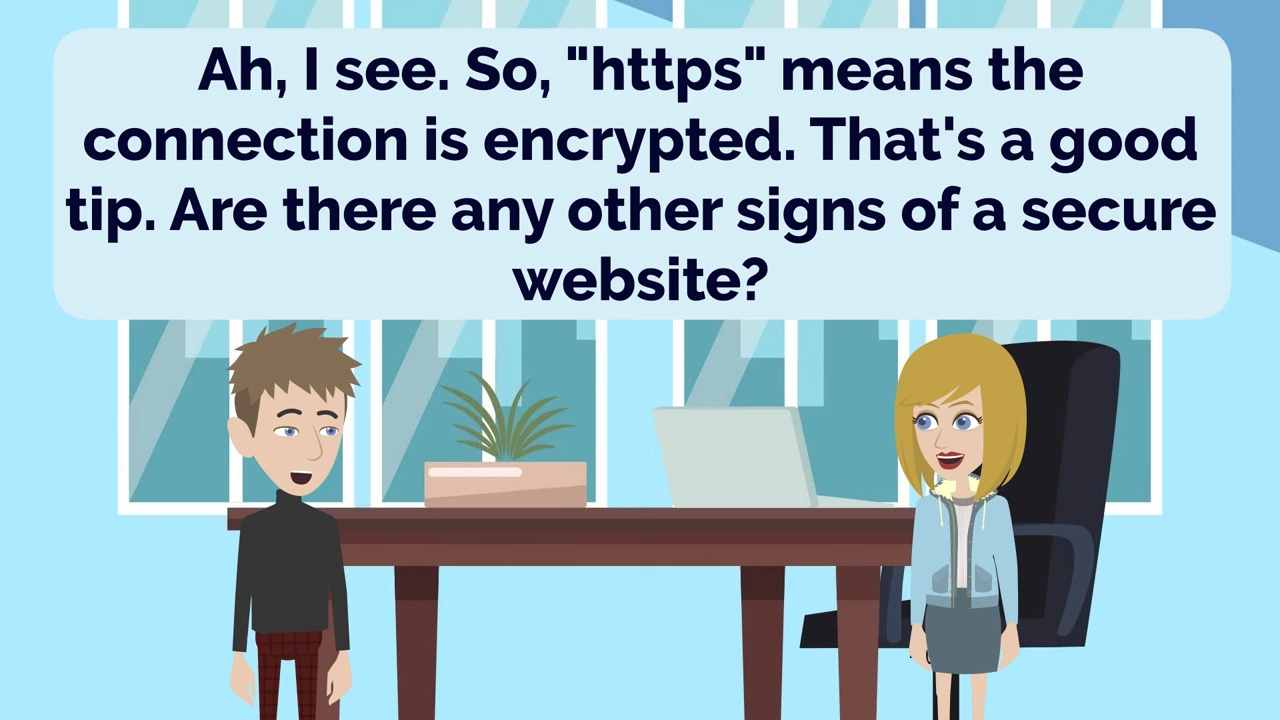 Ah, I see. So, "https" means the
connection is encrypted. That's a good
tip. Are there any other signs of a secure
website?